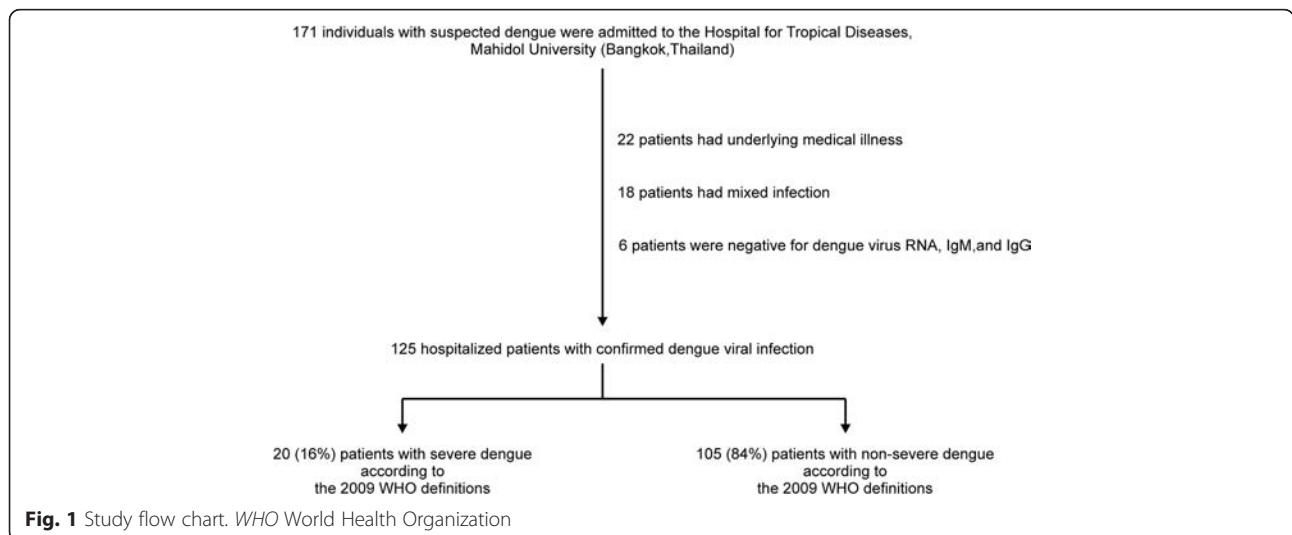 171 individuals with suspected dengue were admitted to the Hospital for Tropical Diseases,
Mahidol University (Bangkok,Thailand)
22 patients had underlying medical illness
18 patients had mixed infection
6 patients were negative for dengue virus RNA, IgM,and IgG
125 hospitalized patients with confirmed dengue viral infection
20 (16%) patients with severe dengue
according to
the 2009 WHO definitions
105 (84%) patients with non-severe dengue
according to
the 2009 WHO definitions
Fig. 1 Study flow chart. WHO World Health Organization